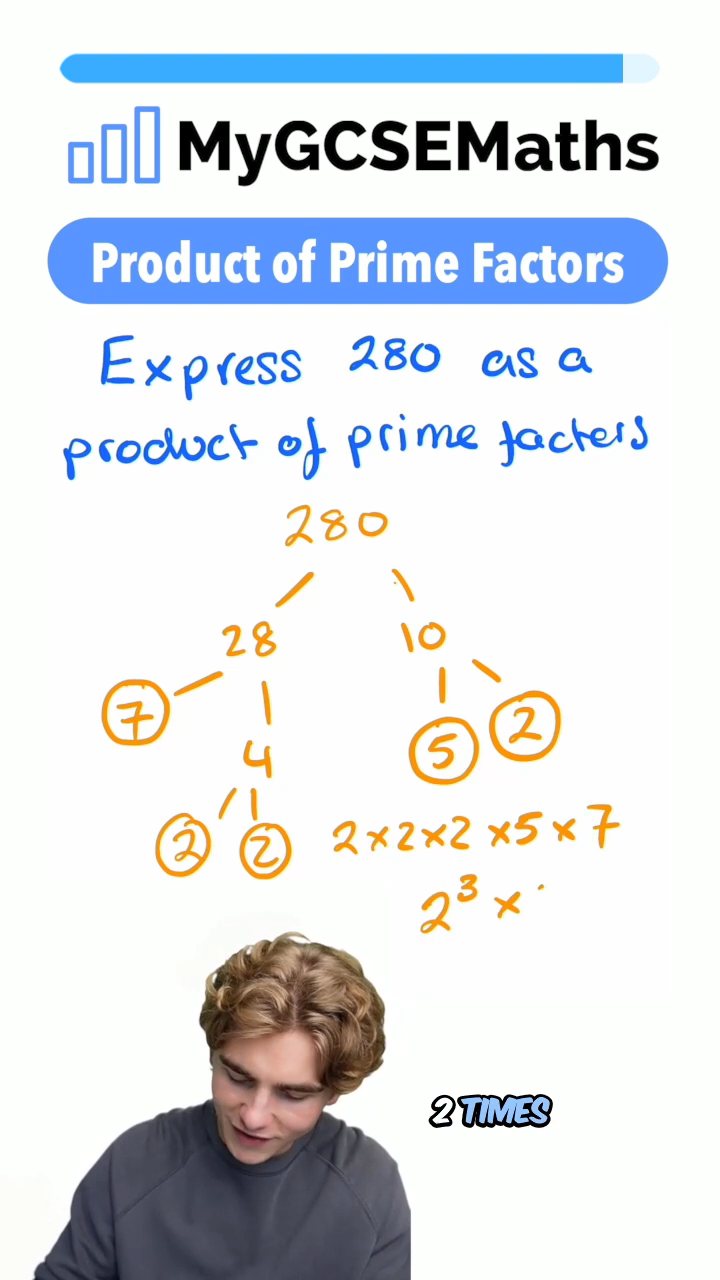 MyGCSEMaths
Product of Prime Factors
Express 280 as a
product of prime facters
280
28 10
7 4 5 2
2 2 2×2×2×5×7
2³ ×
2 TIMES